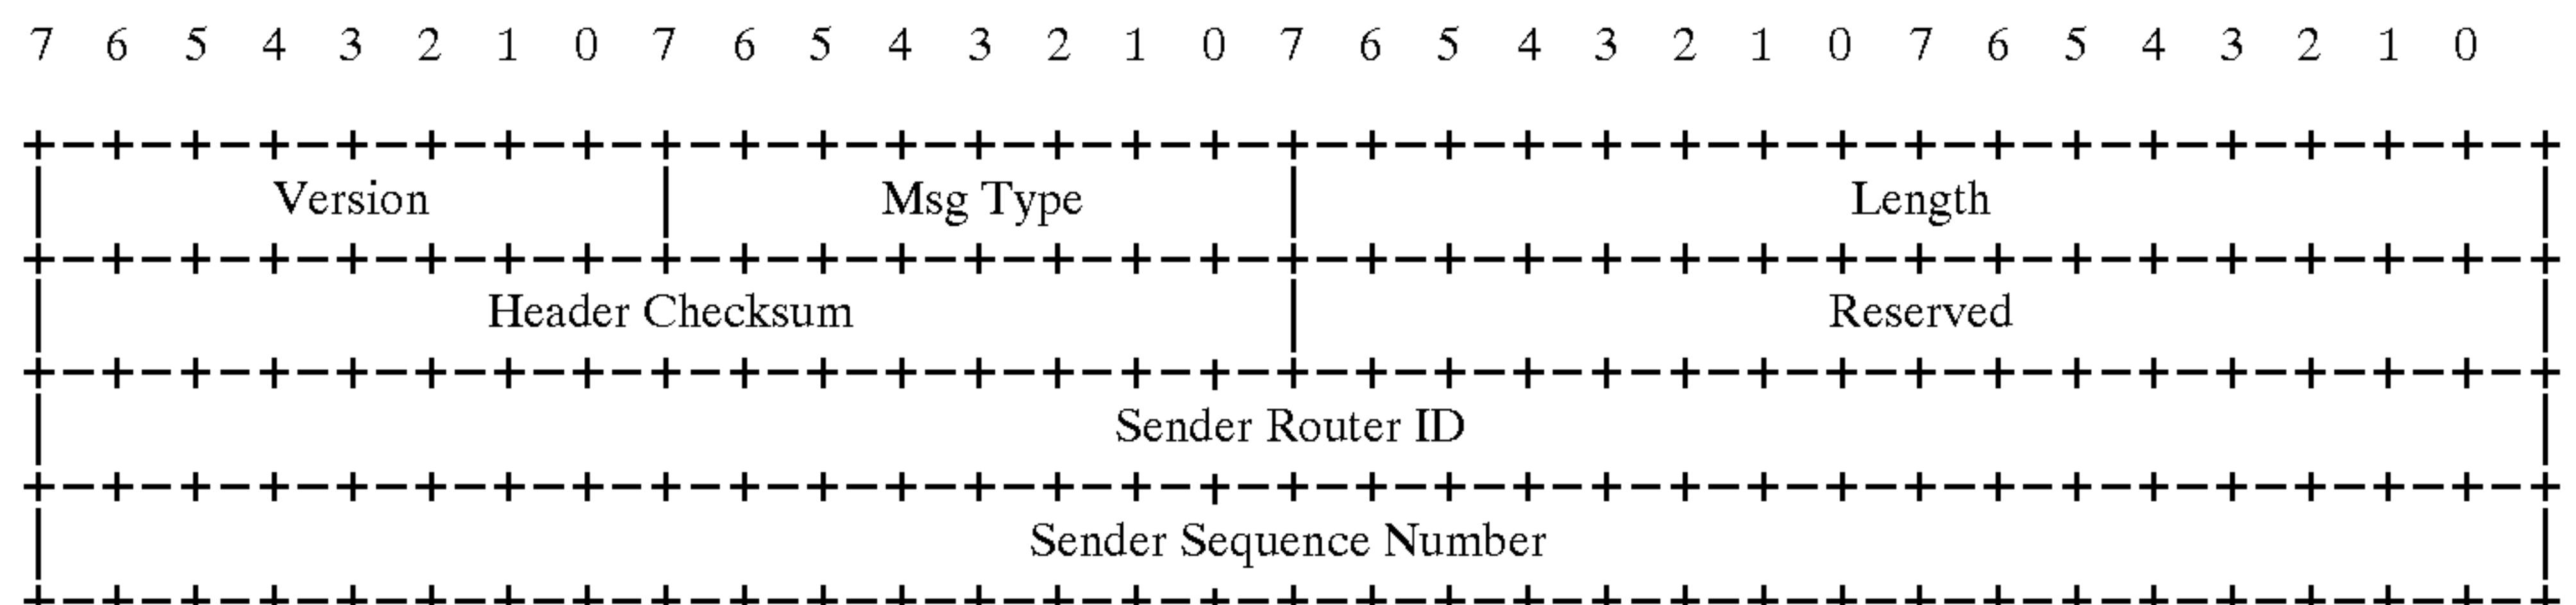 7 6 5 4 3 2 1 0 7 6 5 4 3 2 1 0 7 6 5 4 3 2 1 0 7 6 5 4 3 2 1 0
Version Msg Type Length
Header Checksum Reserved
Sender Router ID
Sender Sequence Number